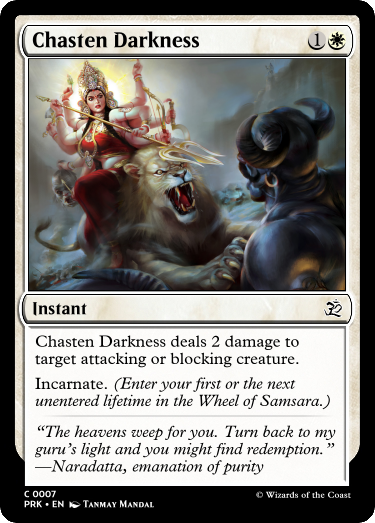 Chasten Darkness
1
Instant
Chasten Darkness deals 2 damage to
target attacking or blocking creature.
Incarnate. (Enter your first or the next
unentered lifetime in the Wheel of Samsara.)
“The heavens weep for you. Turn back to my
guru’s light and you might find redemption.”
—Naradatta, emanation of purity
C 0007
PRK • EN Tanmay Mandal
© Wizards of the Coast